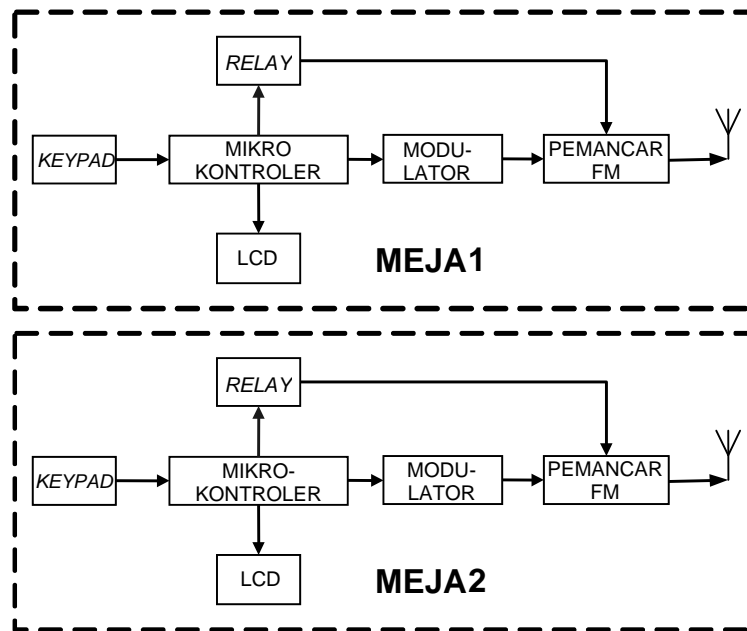 RELAY
KEYPAD
MIKRO
KONTROLER
MODU-
LATOR
PEMANCAR
FM
LCD
MEJA1
RELAY
KEYPAD
MIKRO-
KONTROLER
MODU-
LATOR
PEMANCAR
FM
LCD
MEJA2